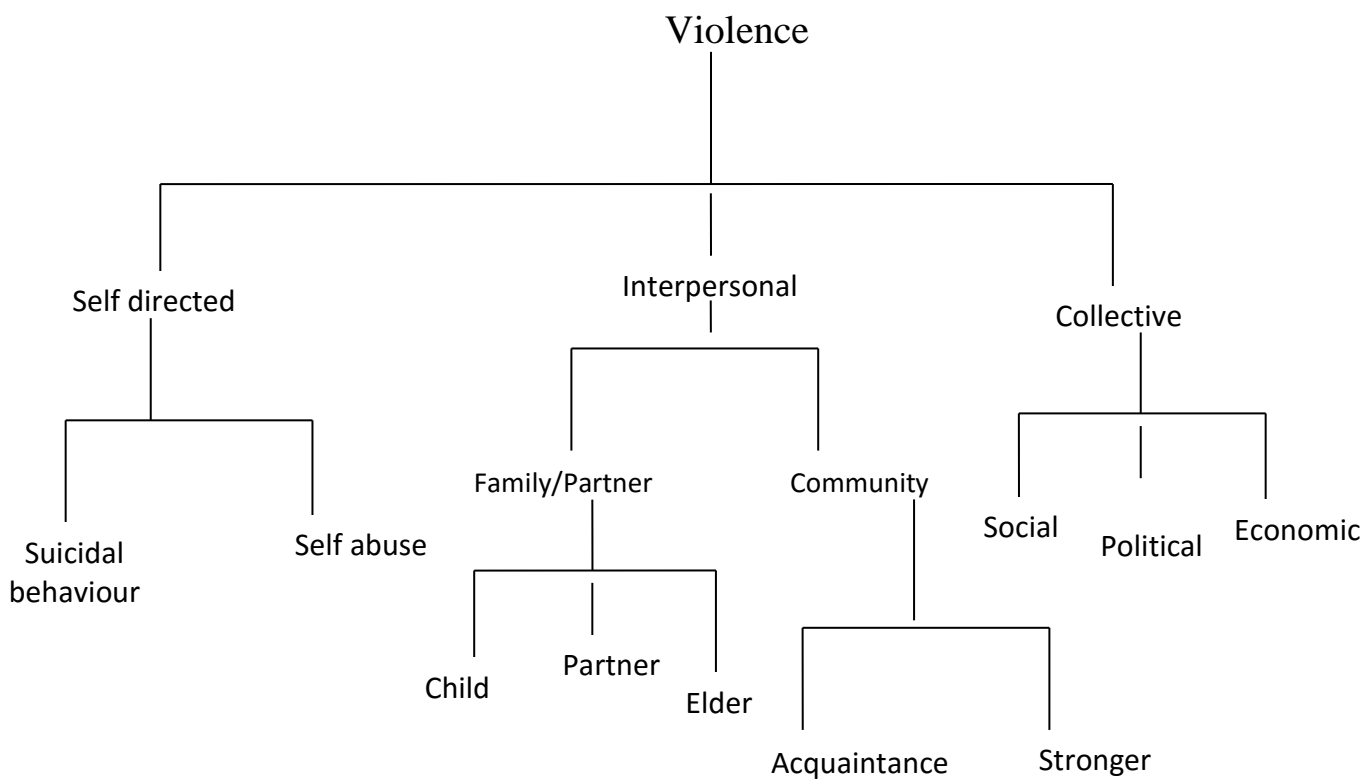 Violence
Self directed
Interpersonal
Collective
Suicidal
behaviour
Self abuse
Family/Partner
Community
Social
Political
Economic
Child
Partner
Elder
Acquaintance
Stronger